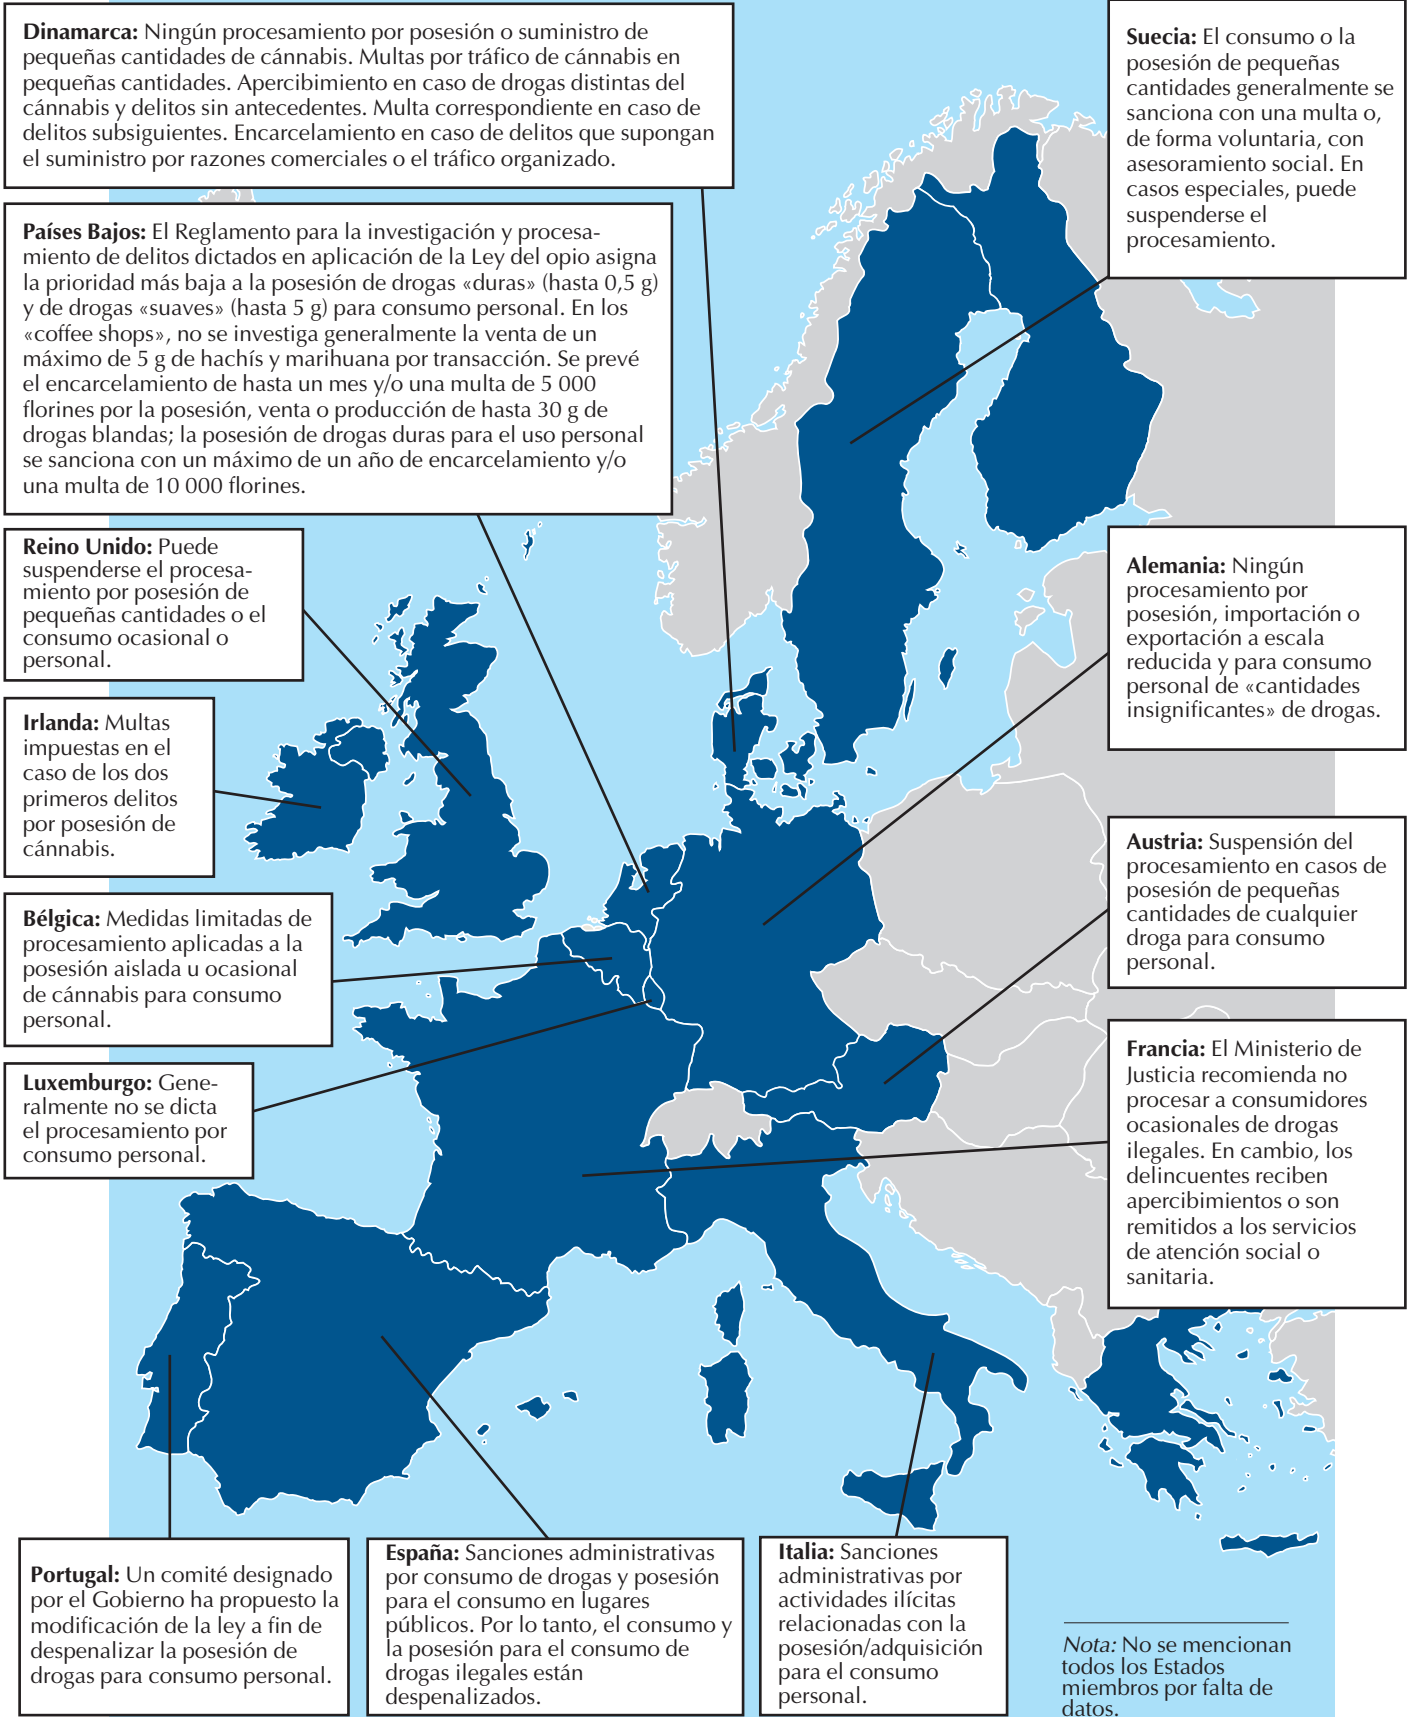 Dinamarca: Ningún procesamiento por posesión o suministro de
pequeñas cantidades de cánnabis. Multas por tráfico de cánnabis en
pequeñas cantidades. Apercibimiento en caso de drogas distintas del
cánnabis y delitos sin antecedentes. Multa correspondiente en caso de
delitos subsiguientes. Encarcelamiento en caso de delitos que supongan
el suministro por razones comerciales o el tráfico organizado.
Suecia: El consumo o la
posesión de pequeñas
cantidades generalmente se
sanciona con una multa o,
de forma voluntaria, con
asesoramiento social. En
casos especiales, puede
suspenderse el
procesamiento.
Países Bajos: El Reglamento para la investigación y procesa-
miento de delitos dictados en aplicación de la Ley del opio asigna
la prioridad más baja a la posesión de drogas «duras» (hasta 0,5 g)
y de drogas «suaves» (hasta 5 g) para consumo personal. En los
«coffee shops», no se investiga generalmente la venta de un
máximo de 5 g de hachís y marihuana por transacción. Se prevé
el encarcelamiento de hasta un mes y/o una multa de 5 000
florines por la posesión, venta o producción de hasta 30 g de
drogas blandas; la posesión de drogas duras para el uso personal
se sanciona con un máximo de un año de encarcelamiento y/o
una multa de 10 000 florines.
Reino Unido: Puede
suspenderse el procesa-
miento por posesión de
pequeñas cantidades o el
consumo ocasional o
personal.
Alemania: Ningún
procesamiento por
posesión, importación o
exportación a escala
reducida y para consumo
personal de «cantidades
insignificantes» de drogas.
Irlanda: Multas
impuestas en el
caso de los dos
primeros delitos
por posesión de
cánnabis.
Austria: Suspensión del
procesamiento en casos de
posesión de pequeñas
cantidades de cualquier
droga para consumo
personal.
Bélgica: Medidas limitadas de
procesamiento aplicadas a la
posesión aislada u ocasional
de cánnabis para consumo
personal.
Francia: El Ministerio de
Justicia recomienda no
procesar a consumidores
ocasionales de drogas
ilegales. En cambio, los
delincuentes reciben
apercibimientos o son
remitidos a los servicios
de atención social o
sanitaria.
Luxemburgo: Gene-
ralmente no se dicta
el procesamiento por
consumo personal.
Portugal: Un comité designado
por el Gobierno ha propuesto la
modificación de la ley a fin de
despenalizar la posesión de
drogas para consumo personal.
España: Sanciones administrativas
por consumo de drogas y posesión
para el consumo en lugares
públicos. Por lo tanto, el consumo y
la posesión para el consumo de
drogas ilegales están
despenalizados.
Italia: Sanciones
administrativas por
actividades ilícitas
relacionadas con la
posesión/adquisición
para el consumo
personal.
Nota: No se mencionan
todos los Estados
miembros por falta de
datos.